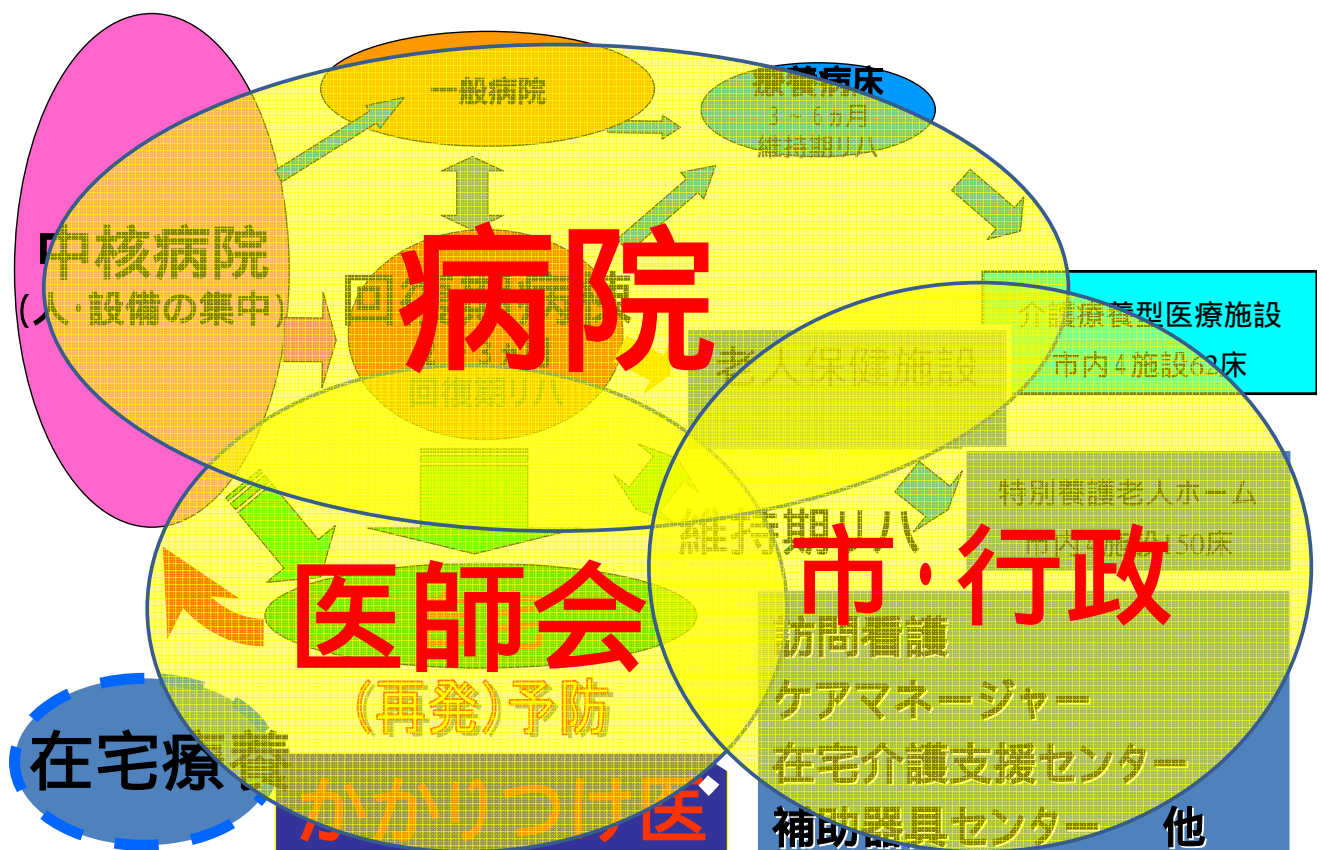 一般病院
療養病床
3～6ヵ月
維持期リハ
中核病院
(人・設備の集中)
病院
回復期リハ
老人保健施設
介護療養型医療施設
市内4施設62床
特別養護老人ホーム
維持期リハ
市・行政
医師会
(再発)予防
かかりつけ医
在宅療養
訪問看護
ケアマネージャー
在宅介護支援センター
補助器具センター 他